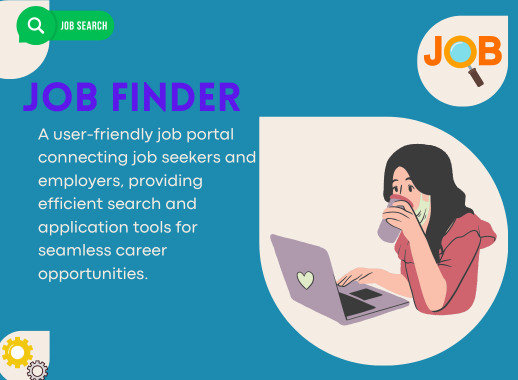 JOB SEARCH
JOB
JOB FINDER
A user-friendly job portal
connecting job seekers and
employers, providing
efficient search and
application tools for
seamless career
opportunities.